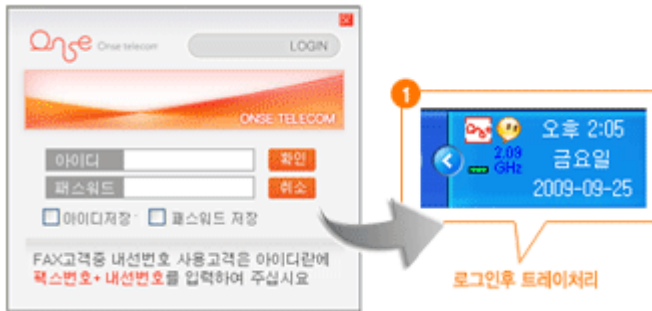 Onse Onse telecom LOGIN
ONSE TELECOM
아이디 확인
패스워드 취소
아이디저장 패스워드 저장
FAX고객중 내선번호 사용고객은 아이디란에
팩스번호+ 내선번호를 입력하여 주십시요
1
Onse 오후 2:05
2.09 GHz 금요일
2009-09-25
로그인후 트레이처리